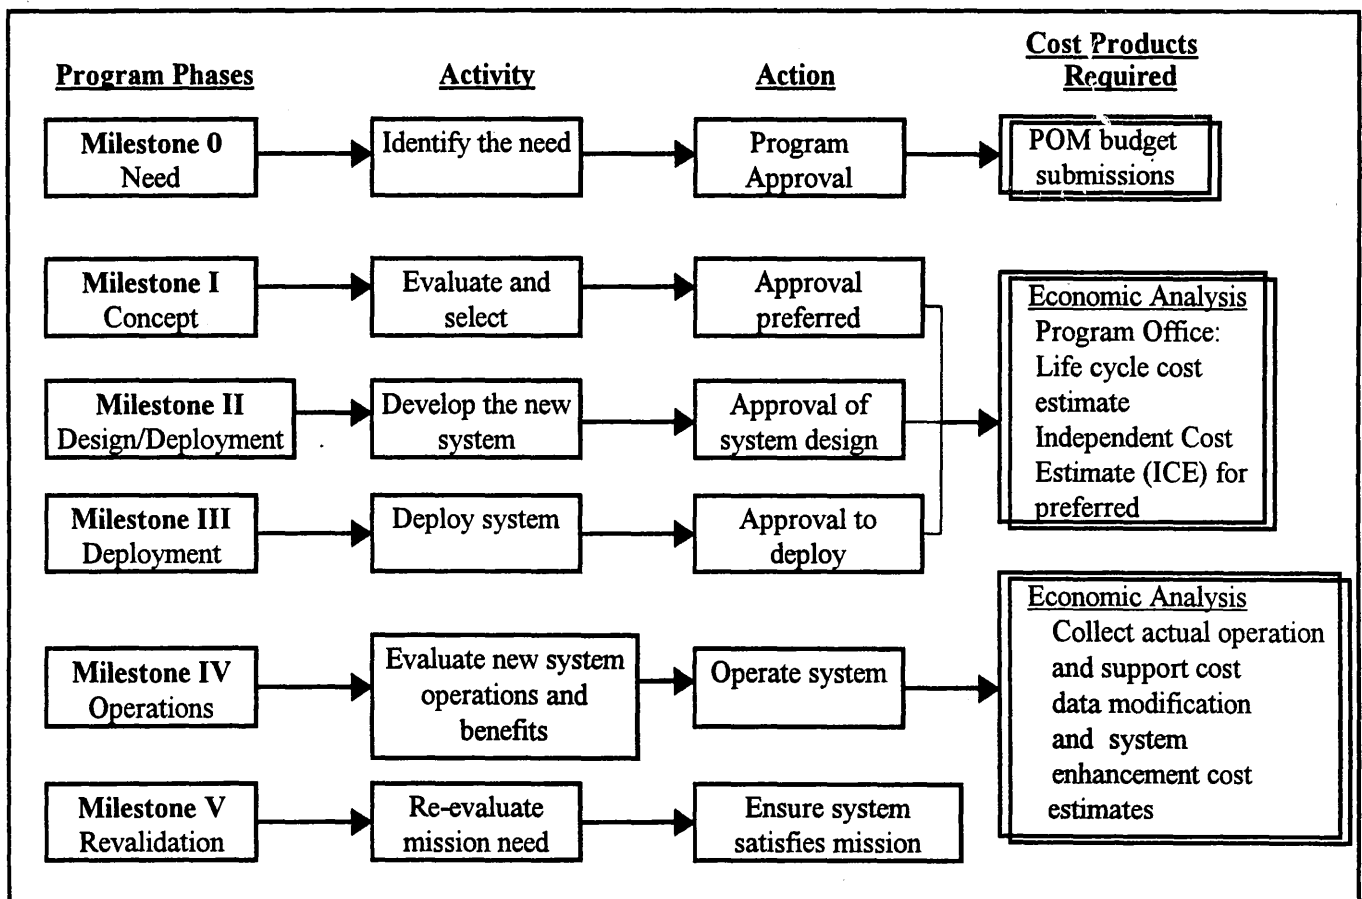 Cost Products
Program Phases Activity Action Required
Milestone 0
Need
Identify the need
Program
Approval
POM budget
submissions
Milestone I
Concept
Evaluate and
select
Approval
preferred
Economic Analysis
Program Office:
Life cycle cost
estimate
Independent Cost
Estimate (ICE) for
preferred
Milestone II
Design/Deployment
Develop the new
system
Approval of
system design
Milestone III
Deployment
Deploy system
Approval to
deploy
Milestone IV
Operations
Evaluate new system
operations and
benefits
Operate system
Economic Analysis
Collect actual operation
and support cost
data modification
and system
enhancement cost
estimates
Milestone V
Revalidation
Re-evaluate
mission need
Ensure system
satisfies mission